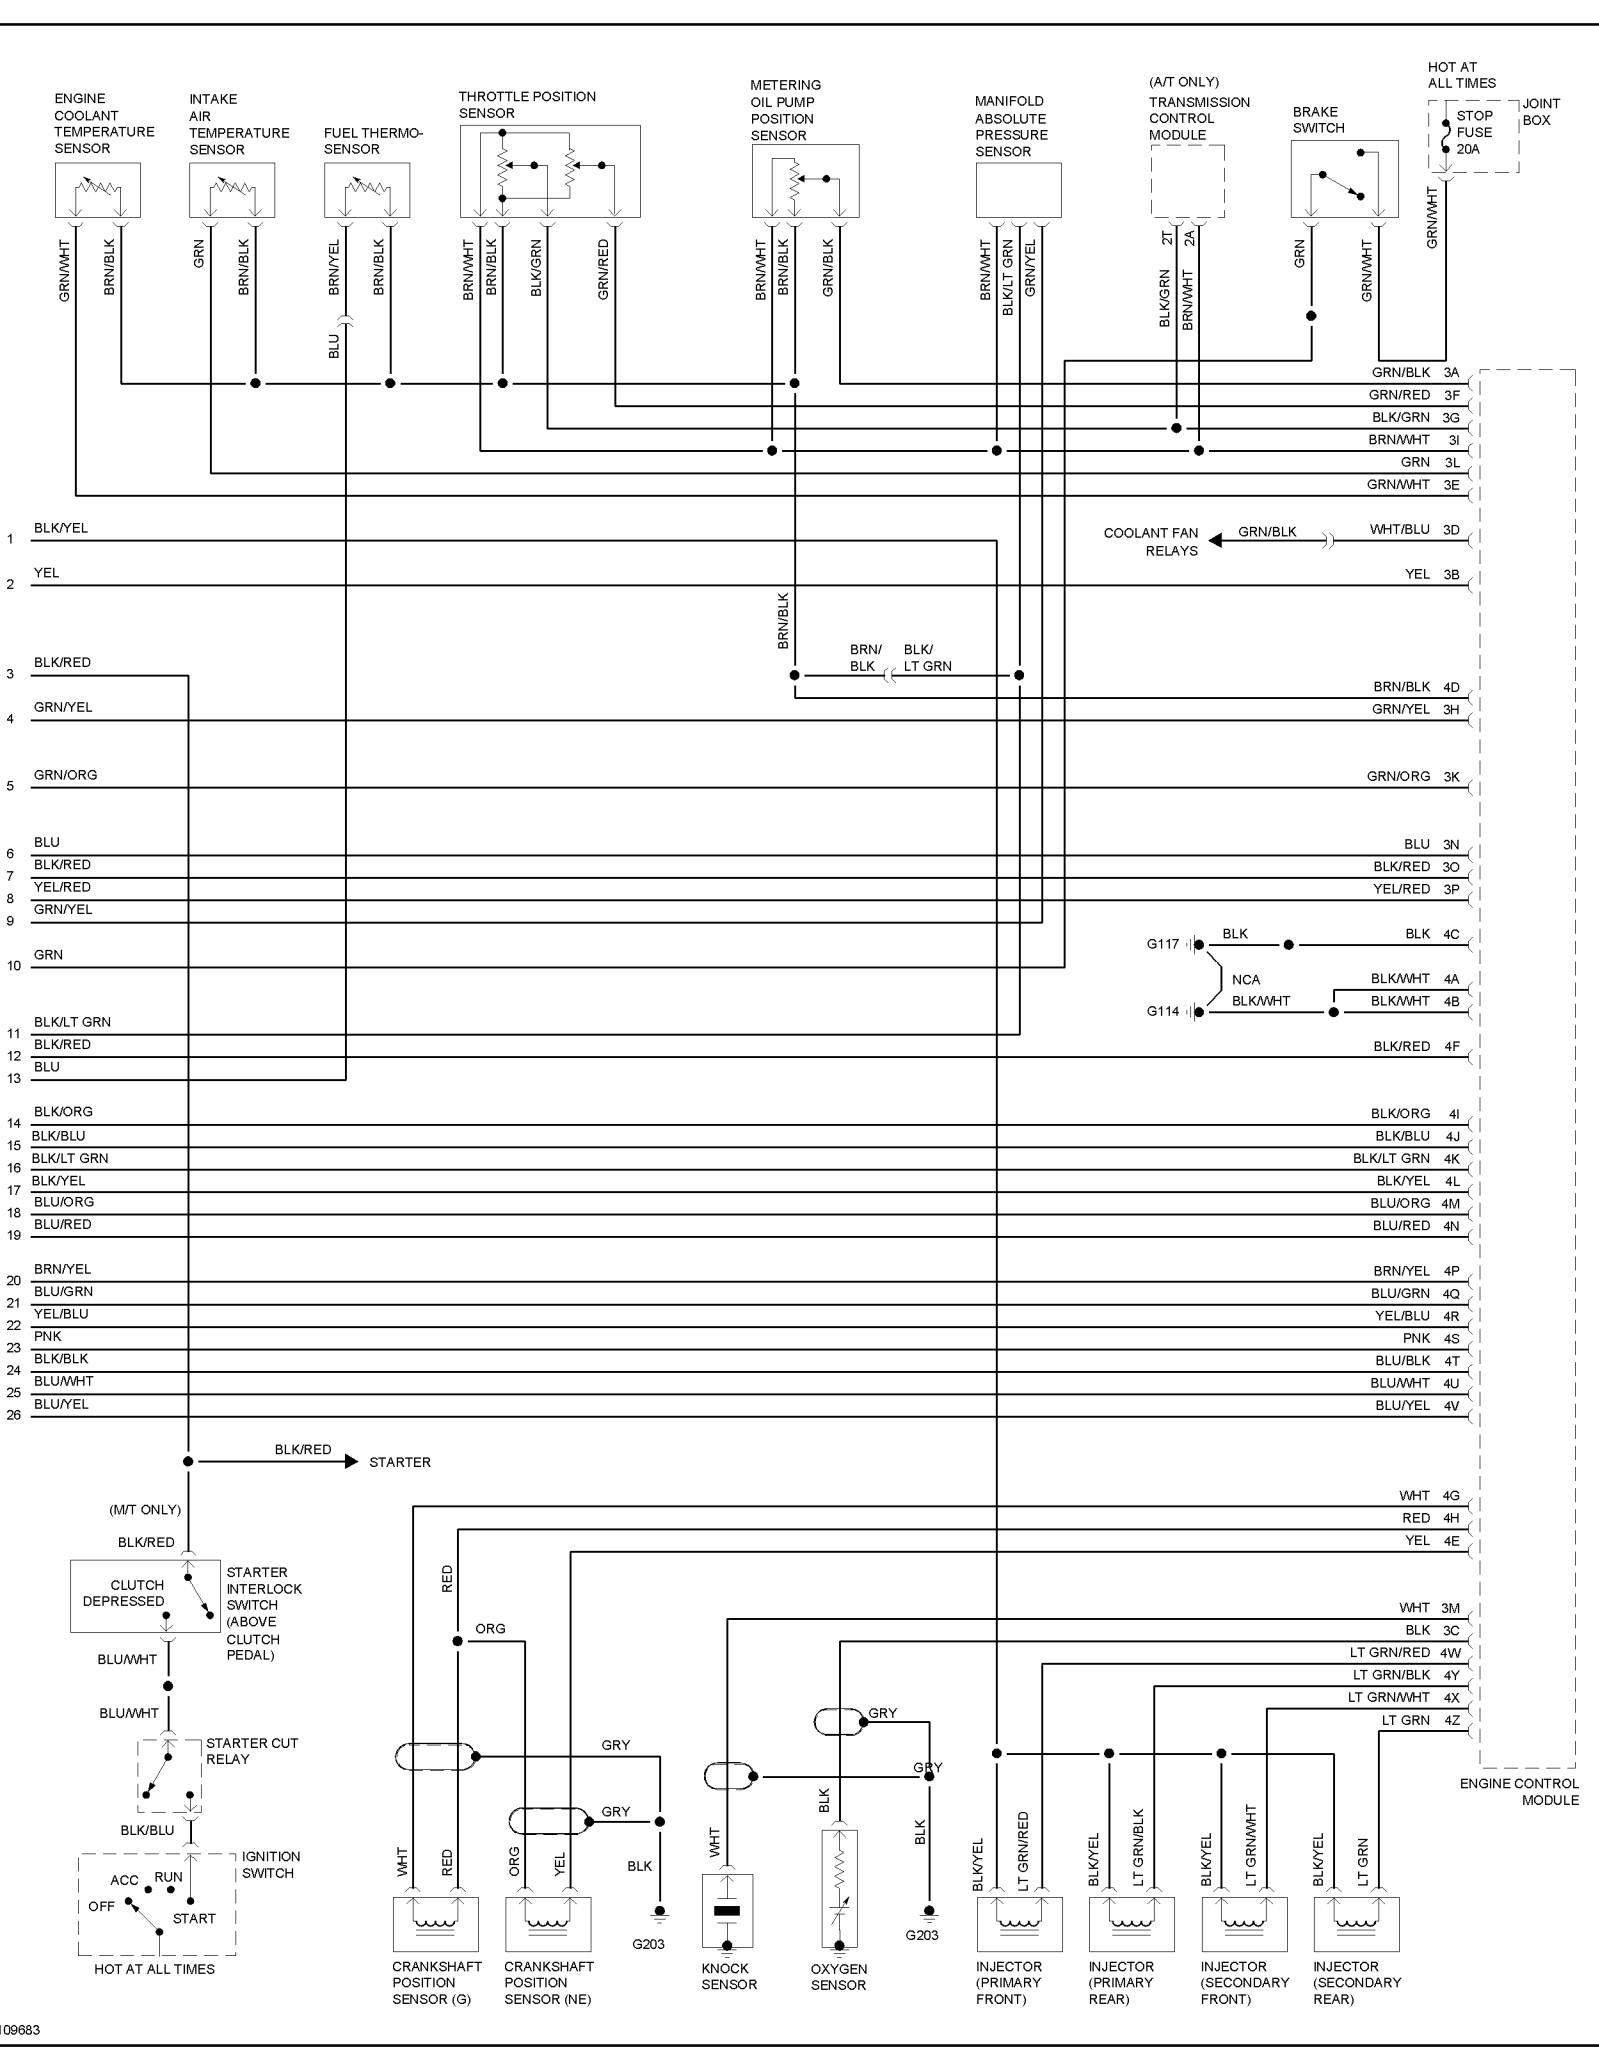 HOT AT
ALL TIMES
JOINT
BOX
STOP
FUSE
20A
ENGINE
COOLANT
TEMPERATURE
SENSOR
INTAKE
AIR
TEMPERATURE
SENSOR
FUEL THERMO-
SENSOR
THROTTLE POSITION
SENSOR
METERING
OIL PUMP
POSITION
SENSOR
MANIFOLD
ABSOLUTE
PRESSURE
SENSOR
(A/T ONLY)
TRANSMISSION
CONTROL
MODULE
BRAKE
SWITCH
GRN/WHT
BRN/BLK
GRN
BRN/BLK
BRN/YEL
BLU
BRN/BLK
BRN/WHT
BRN/BLK
BLK/GRN
GRN/RED
BRN/WHT
BRN/BLK
GRN/BLK
BRN/WHT
BLK/LT GRN
GRN/YEL
2T
2A
BLK/GRN
BRN/WHT
GRN
GRN/WHT
GRN/WHT
GRN/BLK 3A
GRN/RED 3F
BLK/GRN 3G
BRN/WHT 3I
GRN 3L
GRN/WHT 3E
1 BLK/YEL
COOLANT FAN
RELAYS
GRN/BLK
WHT/BLU 3D
2 YEL
YEL 3B
BRN/BLK
3 BLK/RED
BRN/
BLK
BLK/
LT GRN
BRN/BLK 4D
4 GRN/YEL
GRN/YEL 3H
5 GRN/ORG
GRN/ORG 3K
6 BLU
BLU 3N
7 BLK/RED
BLK/RED 3O
8 YEL/RED
YEL/RED 3P
9 GRN/YEL
G117 BLK
BLK 4C
10 GRN
NCA
BLK/WHT 4A
G114 BLK/WHT
BLK/WHT 4B
11 BLK/LT GRN
12 BLK/RED
BLK/RED 4F
13 BLU
14 BLK/ORG
BLK/ORG 4I
15 BLK/BLU
BLK/BLU 4J
16 BLK/LT GRN
BLK/LT GRN 4K
17 BLK/YEL
BLK/YEL 4L
18 BLU/ORG
BLU/ORG 4M
19 BLU/RED
BLU/RED 4N
20 BRN/YEL
BRN/YEL 4P
21 BLU/GRN
BLU/GRN 4Q
22 YEL/BLU
YEL/BLU 4R
23 PNK
PNK 4S
24 BLK/BLK
BLU/BLK 4T
25 BLU/WHT
BLU/WHT 4U
26 BLU/YEL
BLU/YEL 4V
BLK/RED
STARTER
(M/T ONLY)
BLK/RED
WHT 4G
RED 4H
YEL 4E
CLUTCH
DEPRESSED
STARTER
INTERLOCK
SWITCH
(ABOVE
CLUTCH
PEDAL)
BLU/WHT
BLU/WHT
STARTER CUT
RELAY
BLK/BLU
IGNITION
SWITCH
OFF
ACC
RUN
START
HOT AT ALL TIMES
RED
ORG
GRY
GRY
WHT
RED
ORG
YEL
BLK
G203
CRANKSHAFT
POSITION
SENSOR (G)
CRANKSHAFT
POSITION
SENSOR (NE)
WHT 3M
BLK 3C
LT GRN/RED 4W
LT GRN/BLK 4Y
LT GRN/WHT 4X
LT GRN 4Z
GRY
GRY
WHT
BLK
BLK
G203
KNOCK
SENSOR
OXYGEN
SENSOR
BLK/YEL
LT GRN/RED
BLK/YEL
LT GRN/BLK
BLK/YEL
LT GRN/WHT
BLK/YEL
LT GRN
INJECTOR
(PRIMARY
FRONT)
INJECTOR
(PRIMARY
REAR)
INJECTOR
(SECONDARY
FRONT)
INJECTOR
(SECONDARY
REAR)
ENGINE CONTROL
MODULE
109683